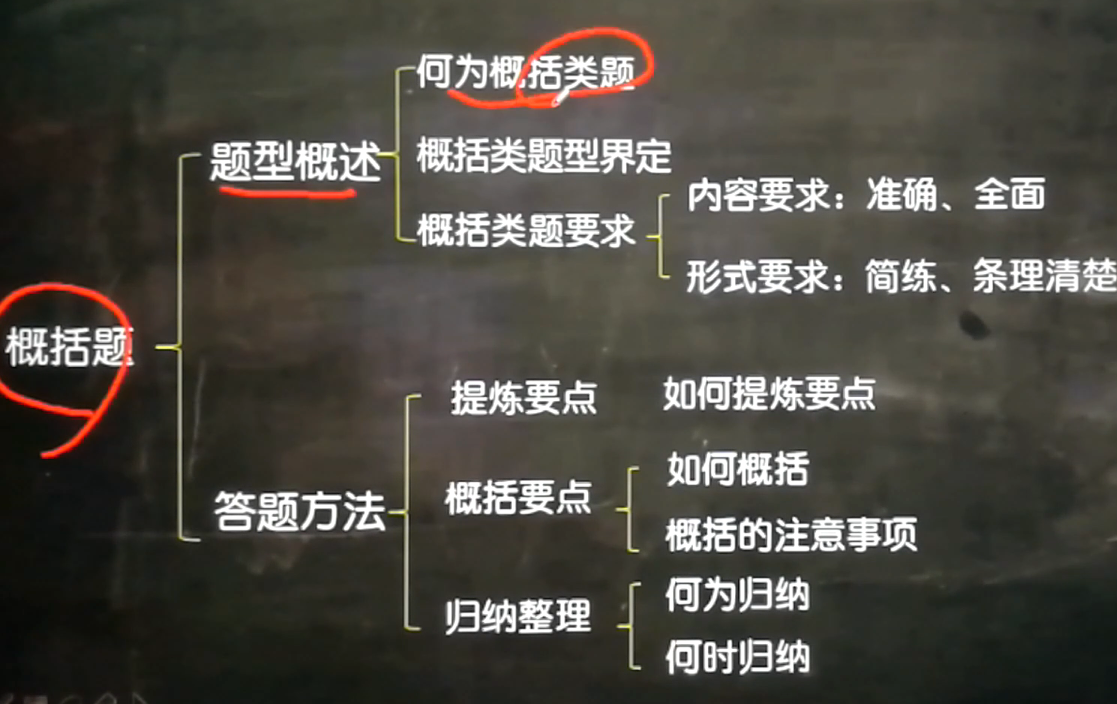 何为概括类题
题型概述
概括类题型界定
概括类题要求
内容要求：准确、全面
形式要求：简练、条理清楚
概括题
答题方法
提炼要点
如何提炼要点
概括要点
如何概括
概括的注意事项
归纳整理
何为归纳
何时归纳